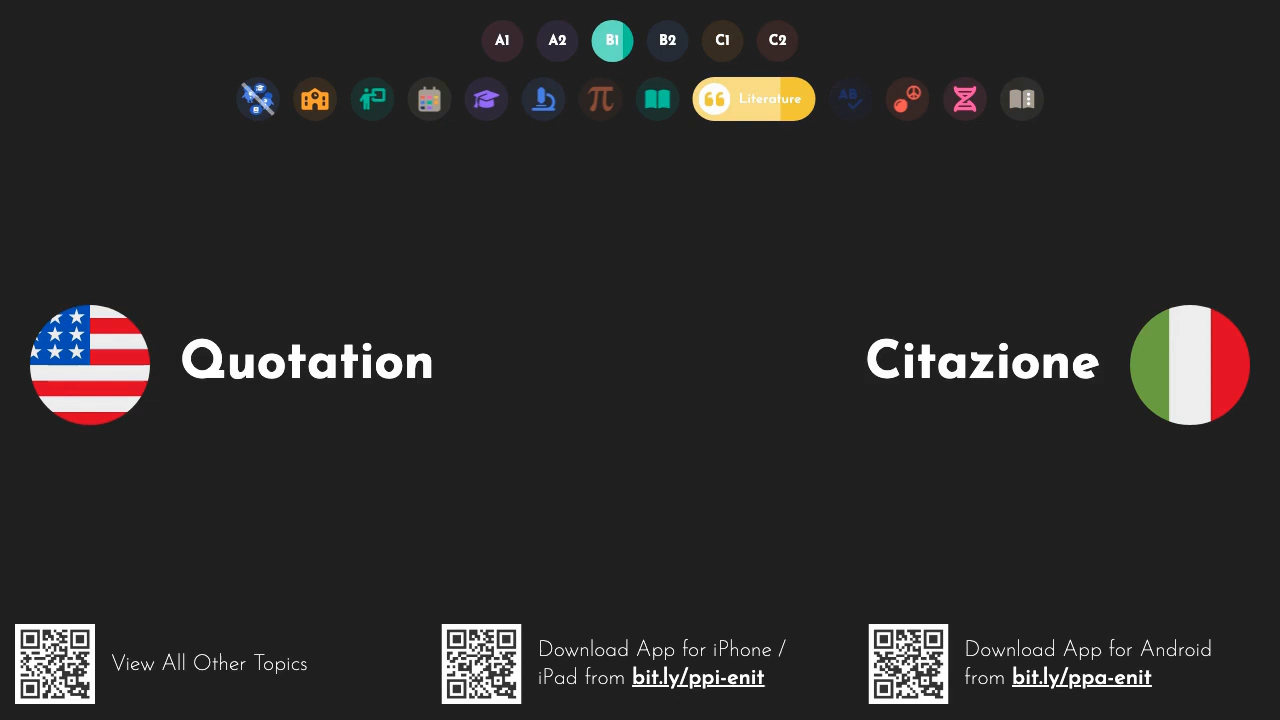 A1 A2 B1 B2 C1 C2
Literature
AB
Quotation
Citazione
View All Other Topics
Download App for iPhone /
iPad from bit.ly/ppi-enit
Download App for Android
from bit.ly/ppa-enit